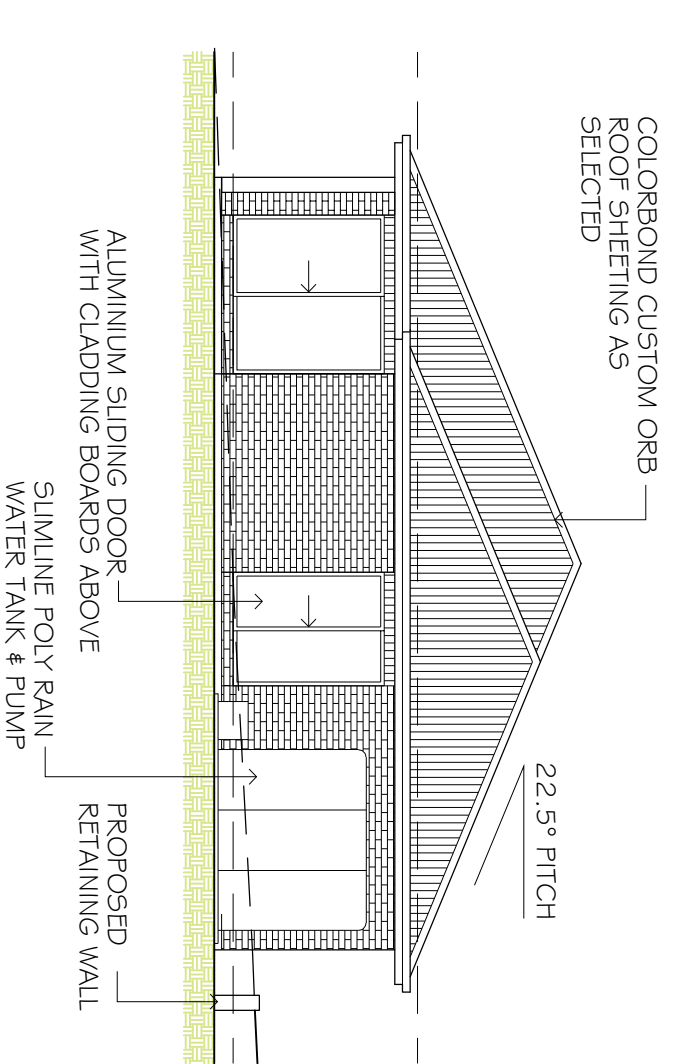 COLORBOND CUSTOM ORB
ROOF SHEETING AS
SELECTED
22.5° PITCH
ALUMINIUM SLIDING DOOR
WITH CLADDING BOARDS ABOVE
SLIMLINE POLY RAIN
WATER TANK & PUMP
PROPOSED
RETAINING WALL